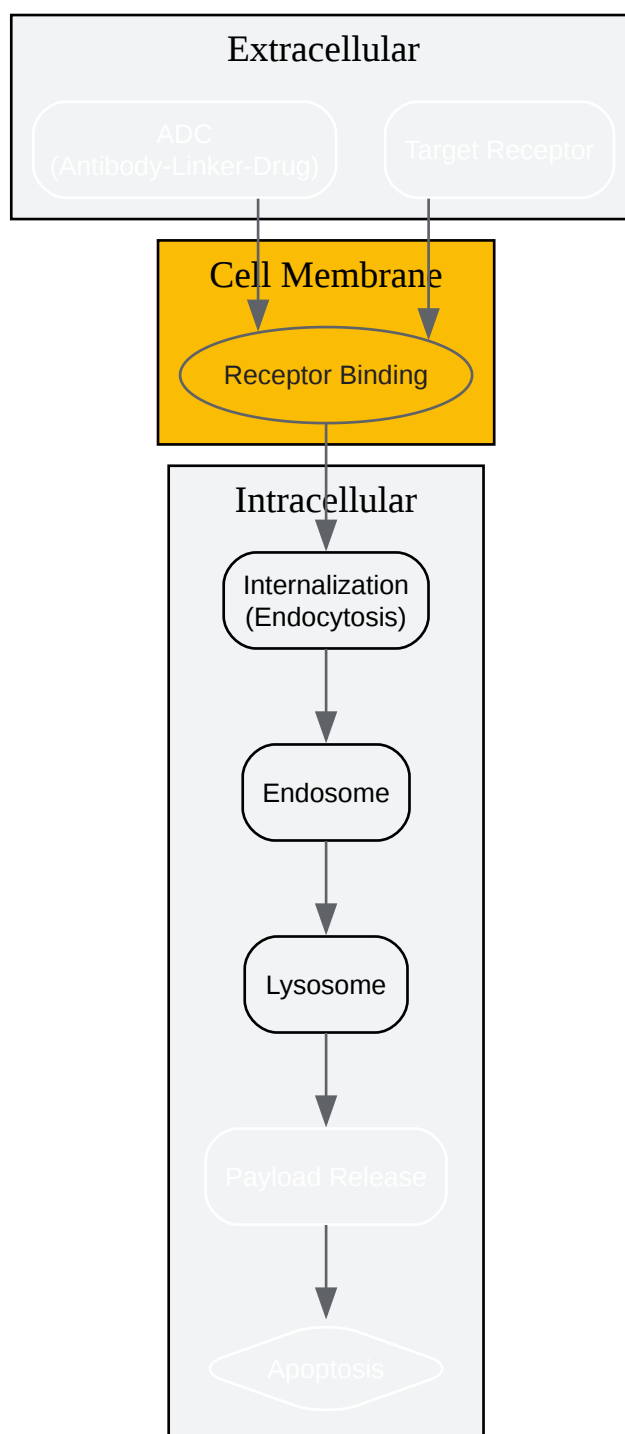 Extracellular
ADC
(Antibody-Linker-Drug)
Target Receptor
Cell Membrane
Receptor Binding
Intracellular
Internalization
(Endocytosis)
Endosome
Lysosome
Payload Release
Apoptosis